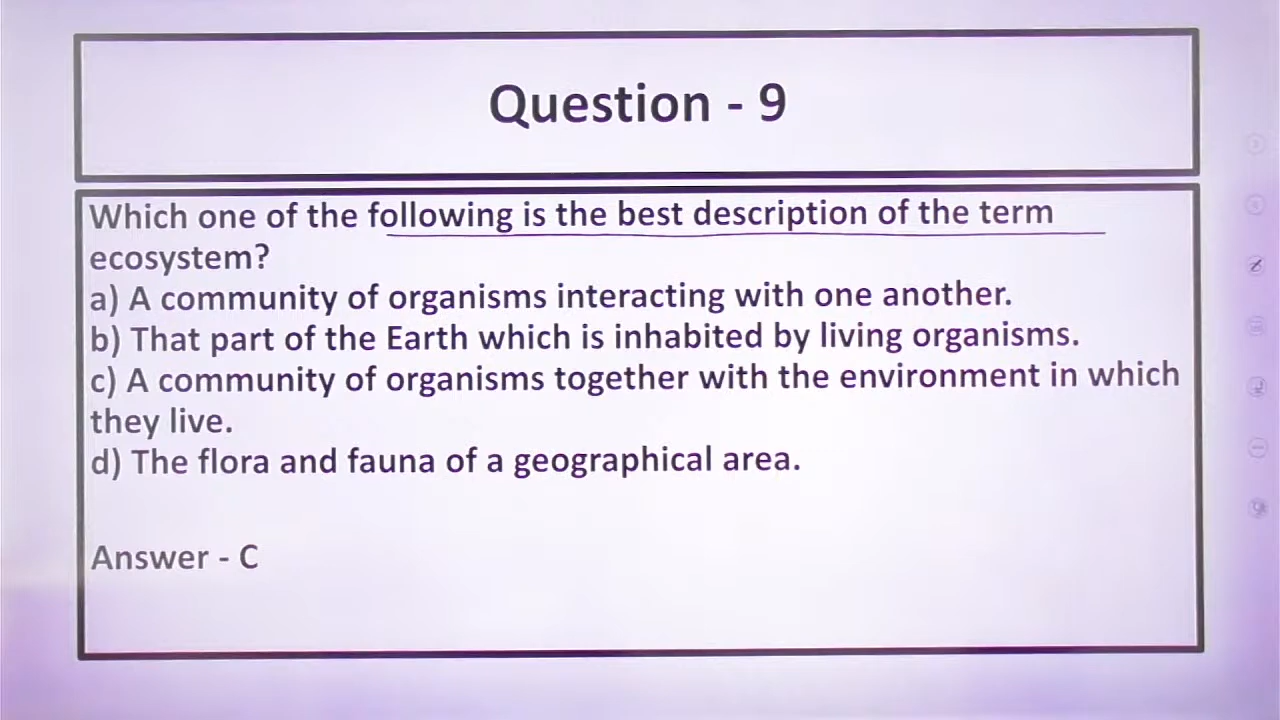 Question - 9
Which one of the following is the best description of the term
ecosystem?
a) A community of organisms interacting with one another.
b) That part of the Earth which is inhabited by living organisms.
c) A community of organisms together with the environment in which
they live.
d) The flora and fauna of a geographical area.
Answer - C